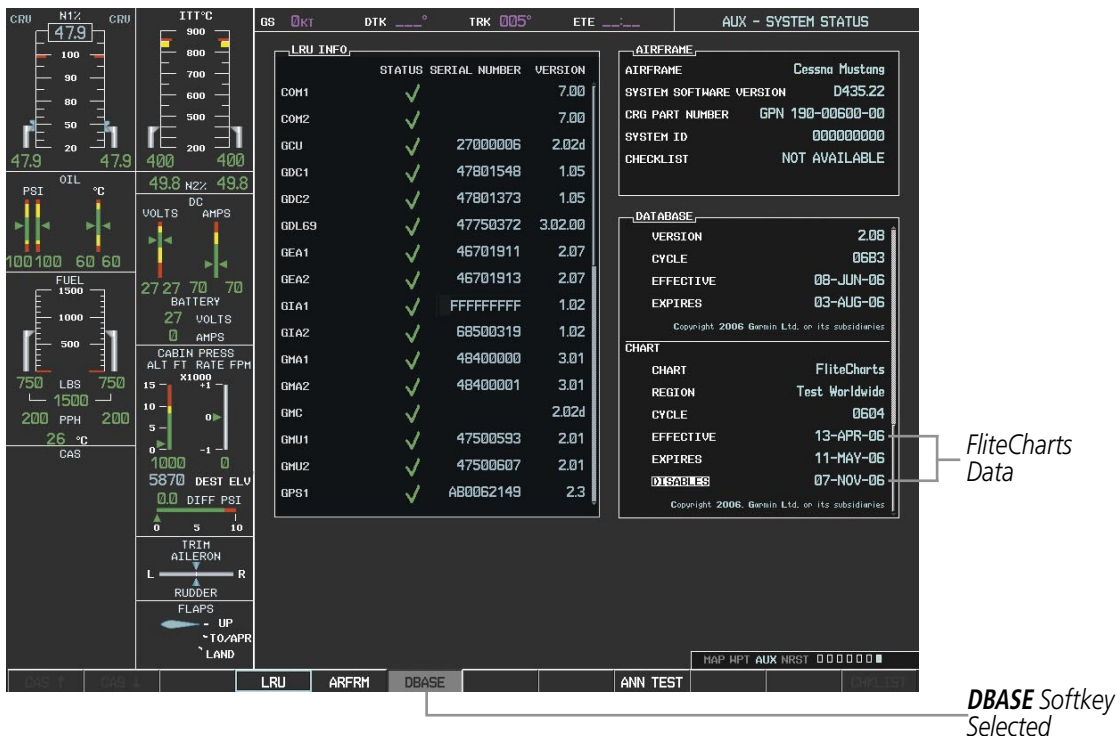 CRU N1% CRU
47.9
100
90
80
50
20
47.9 47.9
ITT°C
900
800
700
600
500
200
400 400
49.8 N2% 49.8
OIL
PSI °C
100 100 60 60
DC
VOLTS AMPS
27 27 70 70
BATTERY
27 VOLTS
0 AMPS
FUEL
1500
1000
500
750 LBS 750
1500
200 PPH 200
26 °C
CAS
CABIN PRESS
ALT FT RATE FPM
X1000
15 +1
10
0
5
0 -1
1000 0
5870 DEST ELV
0.0 DIFF PSI
0 5 10
TRIM
AILERON
L R
RUDDER
FLAPS
UP
TO/APR
LAND
GS 0KT DTK ___° TRK 005° ETE __:__ AUX - SYSTEM STATUS
LRU INFO
STATUS SERIAL NUMBER VERSION
COM1 ✓ 7.00
COM2 ✓ 7.00
GCU ✓ 27000006 2.02d
GDC1 ✓ 47801548 1.05
GDC2 ✓ 47801373 1.05
GDL69 ✓ 47750372 3.02.00
GEA1 ✓ 46701911 2.07
GEA2 ✓ 46701913 2.07
GIA1 ✓ FFFFFFFFF 1.02
GIA2 ✓ 68500319 1.02
GMA1 ✓ 48400000 3.01
GMA2 ✓ 48400001 3.01
GMC ✓ 2.02d
GMU1 ✓ 47500593 2.01
GMU2 ✓ 47500607 2.01
GPS1 ✓ AB0062149 2.3
AIRFRAME
AIRFRAME Cessna Mustang
SYSTEM SOFTWARE VERSION D435.22
CRG PART NUMBER GPN 190-00600-00
SYSTEM ID 000000000
CHECKLIST NOT AVAILABLE
DATABASE
VERSION 2.08
CYCLE 06B3
EFFECTIVE 08-JUN-06
EXPIRES 03-AUG-06
Copyright 2006 Garmin Ltd. or its subsidiaries
CHART
CHART FliteCharts
REGION Test Worldwide
CYCLE 0604
EFFECTIVE 13-APR-06
EXPIRES 11-MAY-06
DISABLES 07-NOV-06
Copyright 2006. Garmin Ltd. or its subsidiaries
FliteCharts
Data
MAP WPT AUX NRST
CAS ↑ CAS ↓ LRU ARFRM DBASE ANN TEST CHKLIST
DBASE Softkey
Selected